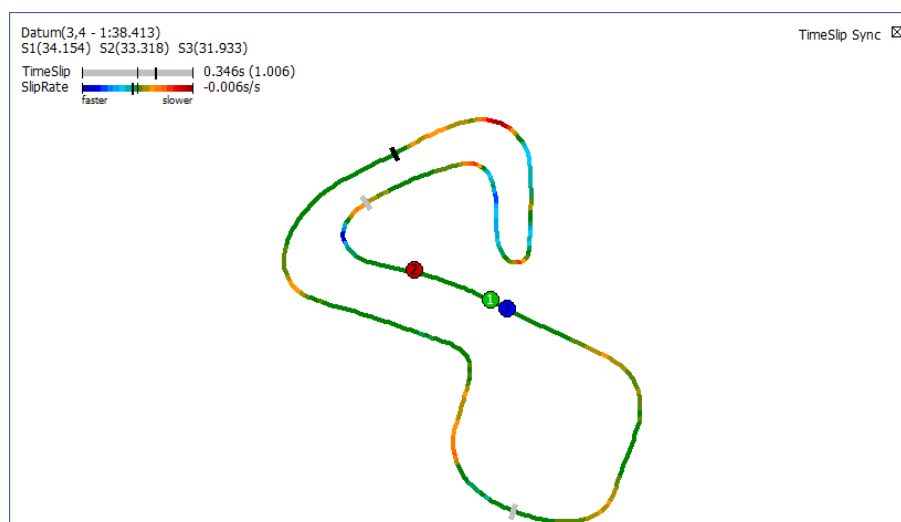 Datum(3,4 - 1:38.413)
TimeSlip Sync
S1(34.154) S2(33.318) S3(31.933)
TimeSlip 0.346s (1.006)
SlipRate -0.006s/s
faster slower
2
1
3